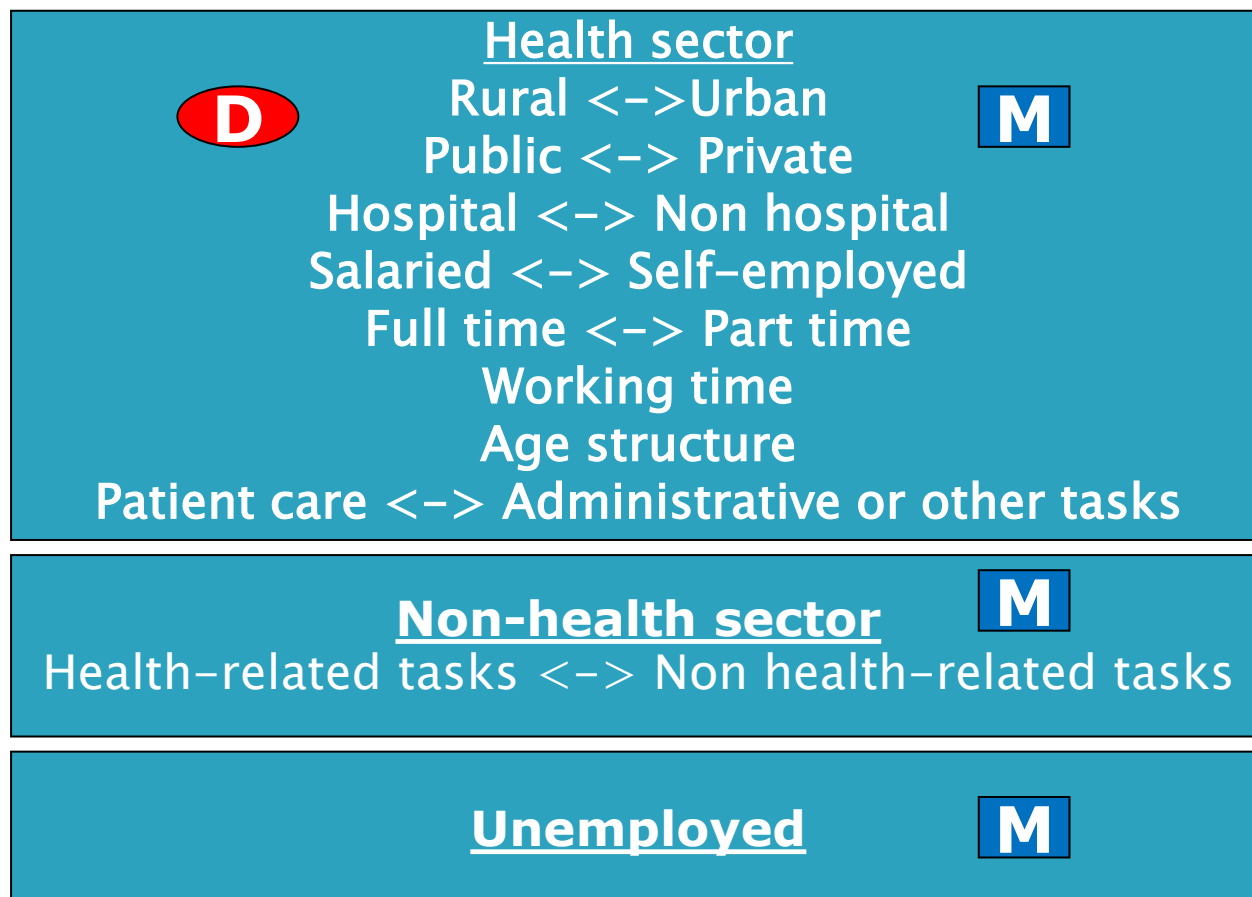 Health sector
D
Rural <->Urban
M
Public <-> Private
Hospital <-> Non hospital
Salaried <-> Self-employed
Full time <-> Part time
Working time
Age structure
Patient care <-> Administrative or other tasks
M
Non-health sector
Health-related tasks <-> Non health-related tasks
Unemployed
M